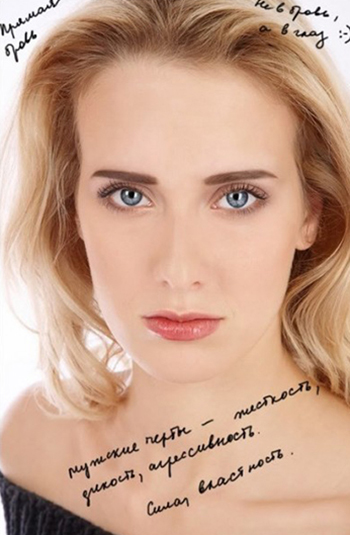 Прямая
бровь
Не в бровь,
а в глаз :)
мужские черты — жесткость,
дикость, агрессивность.
Сила, властность.